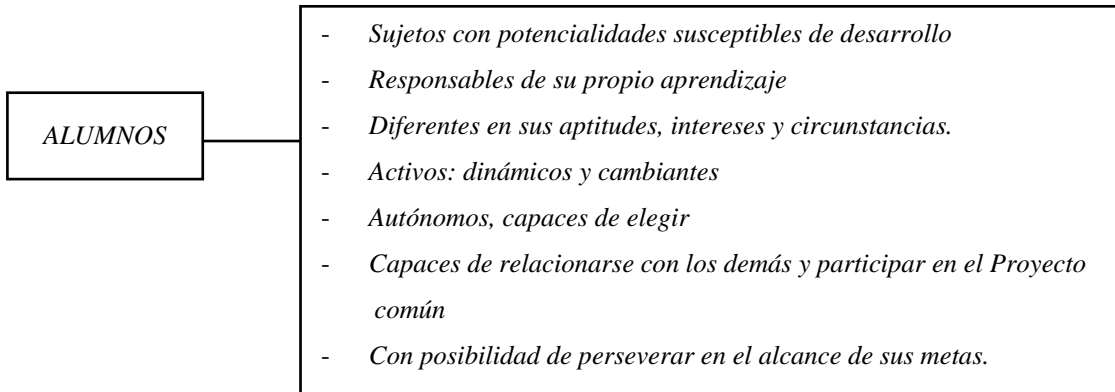 ALUMNOS
- Sujetos con potencialidades susceptibles de desarrollo
- Responsables de su propio aprendizaje
- Diferentes en sus aptitudes, intereses y circunstancias.
- Activos: dinámicos y cambiantes
- Autónomos, capaces de elegir
- Capaces de relacionarse con los demás y participar en el Proyecto
común
- Con posibilidad de perseverar en el alcance de sus metas.